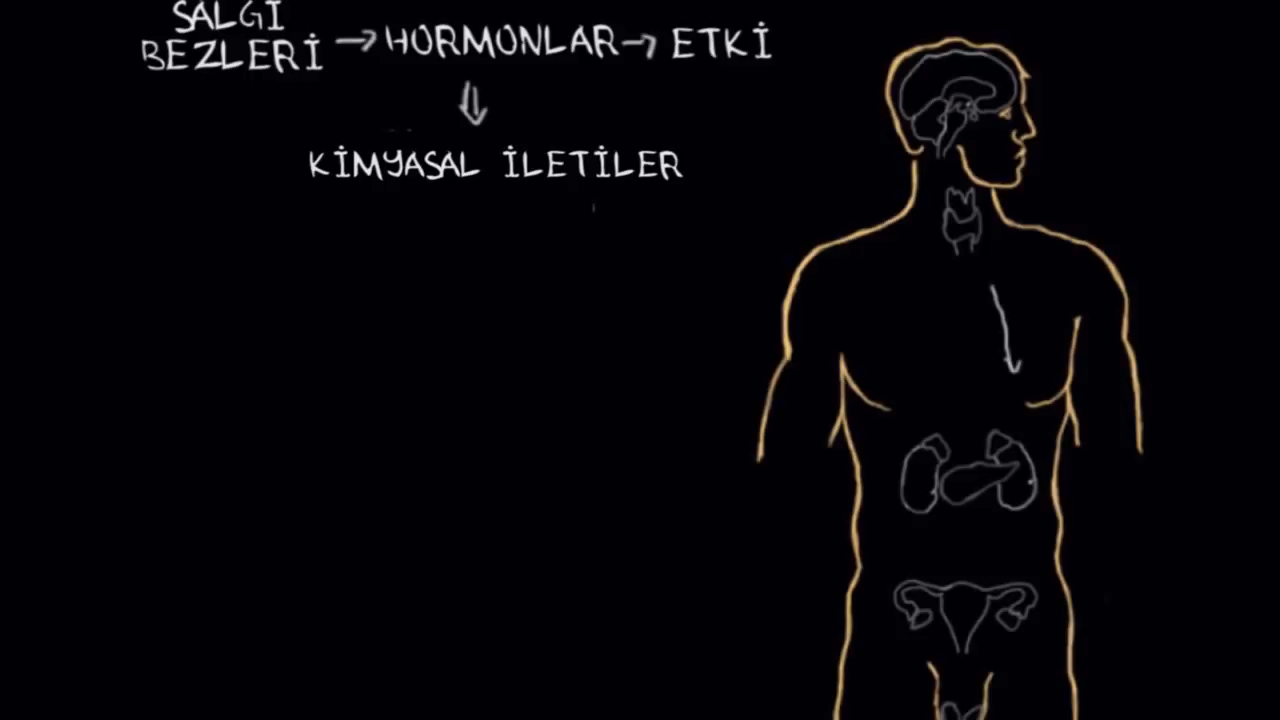 SALGI
BEZLERİ → HORMONLAR → ETKİ
⇓
KİMYASAL İLETİLER